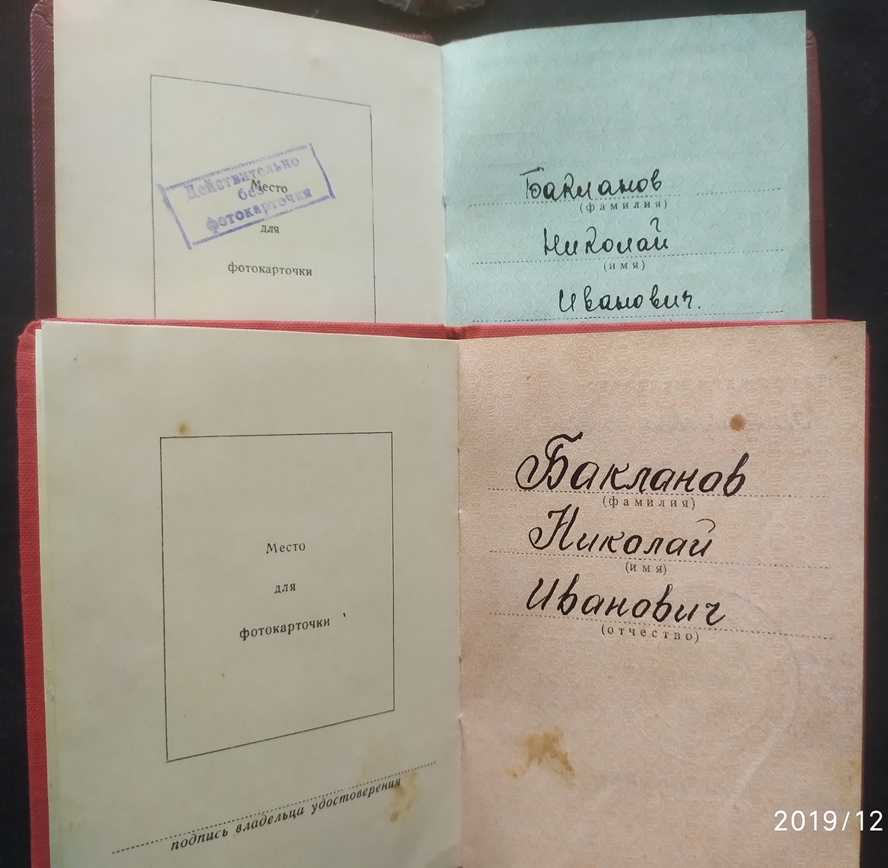 Действительно
без
фотокарточки
Место
для
фотокарточки
Бакланов
(фамилия)
Николай
(имя)
Иванович.
Место
для
фотокарточки
подпись владельца удостоверения
Бакланов
(фамилия)
Николай
(имя)
Иванович
(отчество)
2019/12